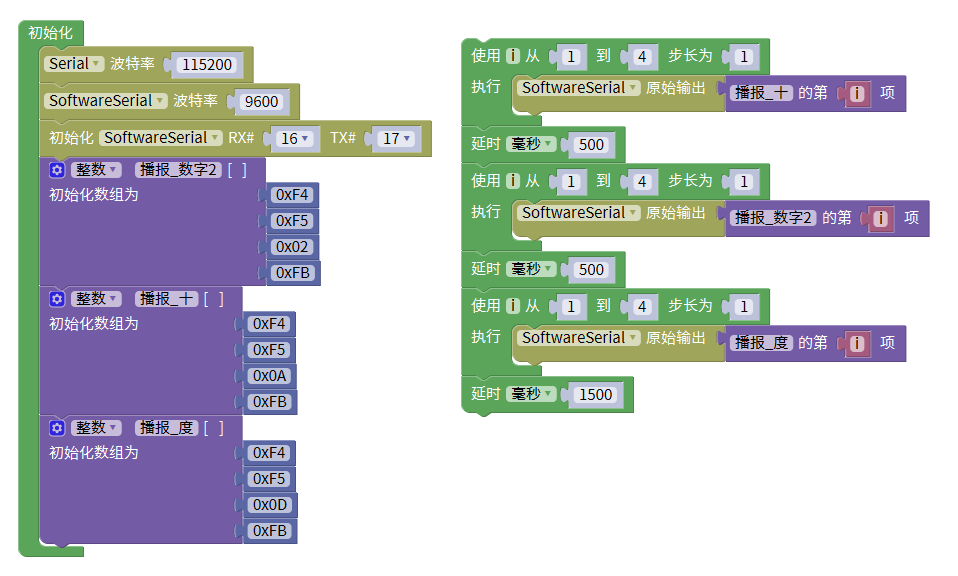 初始化
Serial 波特率 115200
SoftwareSerial 波特率 9600
初始化 SoftwareSerial RX# 16 TX# 17
整数 播报_数字2 [ ]
初始化数组为 0xF4
0xF5
0x02
0xFB
整数 播报_十 [ ]
初始化数组为 0xF4
0xF5
0x0A
0xFB
整数 播报_度 [ ]
初始化数组为 0xF4
0xF5
0x0D
0xFB
使用 i 从 1 到 4 步长为 1
执行 SoftwareSerial 原始输出 播报_十 的第 i 项
延时 毫秒 500
使用 i 从 1 到 4 步长为 1
执行 SoftwareSerial 原始输出 播报_数字2 的第 i 项
延时 毫秒 500
使用 i 从 1 到 4 步长为 1
执行 SoftwareSerial 原始输出 播报_度 的第 i 项
延时 毫秒 1500